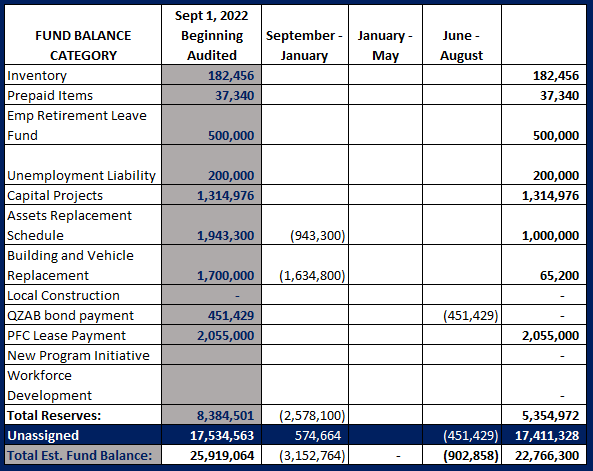 FUND BALANCE CATEGORY | Sept 1, 2022 Beginning Audited | September - January | January - May | June - August
Inventory 182,456 182,456
Prepaid Items 37,340 37,340
Emp Retirement Leave
Fund 500,000 500,000
Unemployment Liability 200,000 200,000
Capital Projects 1,314,976 1,314,976
Assets Replacement
Schedule 1,943,300 (943,300) 1,000,000
Building and Vehicle
Replacement 1,700,000 (1,634,800) 65,200
Local Construction - -
QZAB bond payment 451,429 (451,429) -
PFC Lease Payment 2,055,000 2,055,000
New Program Initiative -
Workforce
Development -
Total Reserves: 8,384,501 (2,578,100) 5,354,972
Unassigned 17,534,563 574,664 (451,429) 17,411,328
Total Est. Fund Balance: 25,919,064 (3,152,764) - (902,858) 22,766,300